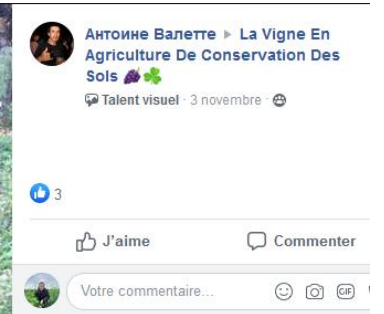 Антоине Валетте ▸ La Vigne En
Agriculture De Conservation Des
Sols 🍇☘️
Talent visuel · 3 novembre ·
3
J'aime
Commenter
Votre commentaire...
GIF